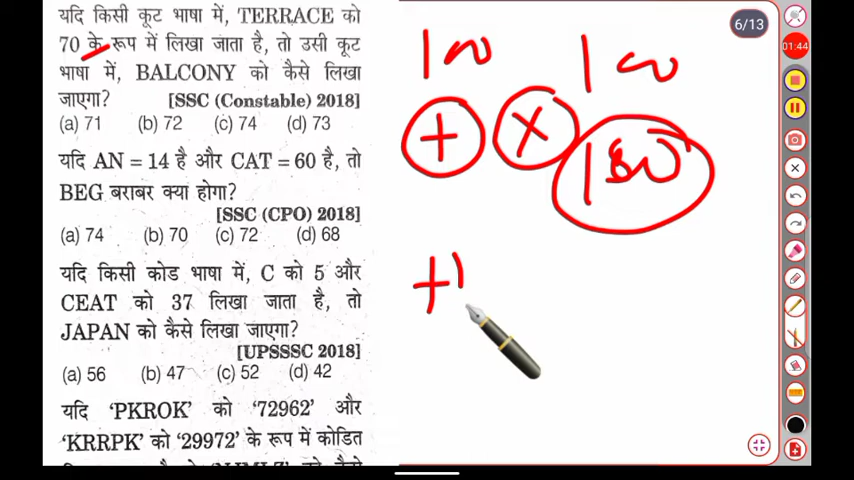 यदि किसी कूट भाषा में, TERRACE को
70 के रूप में लिखा जाता है, तो उसी कूट
भाषा में, BALCONY को कैसे लिखा
जाएगा? [SSC (Constable) 2018]
(a) 71 (b) 72 (c) 74 (d) 73
यदि AN = 14 है और CAT = 60 है, तो
BEG बराबर क्या होगा?
[SSC (CPO) 2018]
(a) 74 (b) 70 (c) 72 (d) 68
यदि किसी कोड भाषा में, C को 5 और
CEAT को 37 लिखा जाता है, तो
JAPAN को कैसे लिखा जाएगा?
[UPSSSC 2018]
(a) 56 (b) 47 (c) 52 (d) 42
यदि 'PKROK' को '72962' और
'KRRPK' को '29972' के रूप में कोडित
6/13
100 100
+ ×
180
+1
01:44